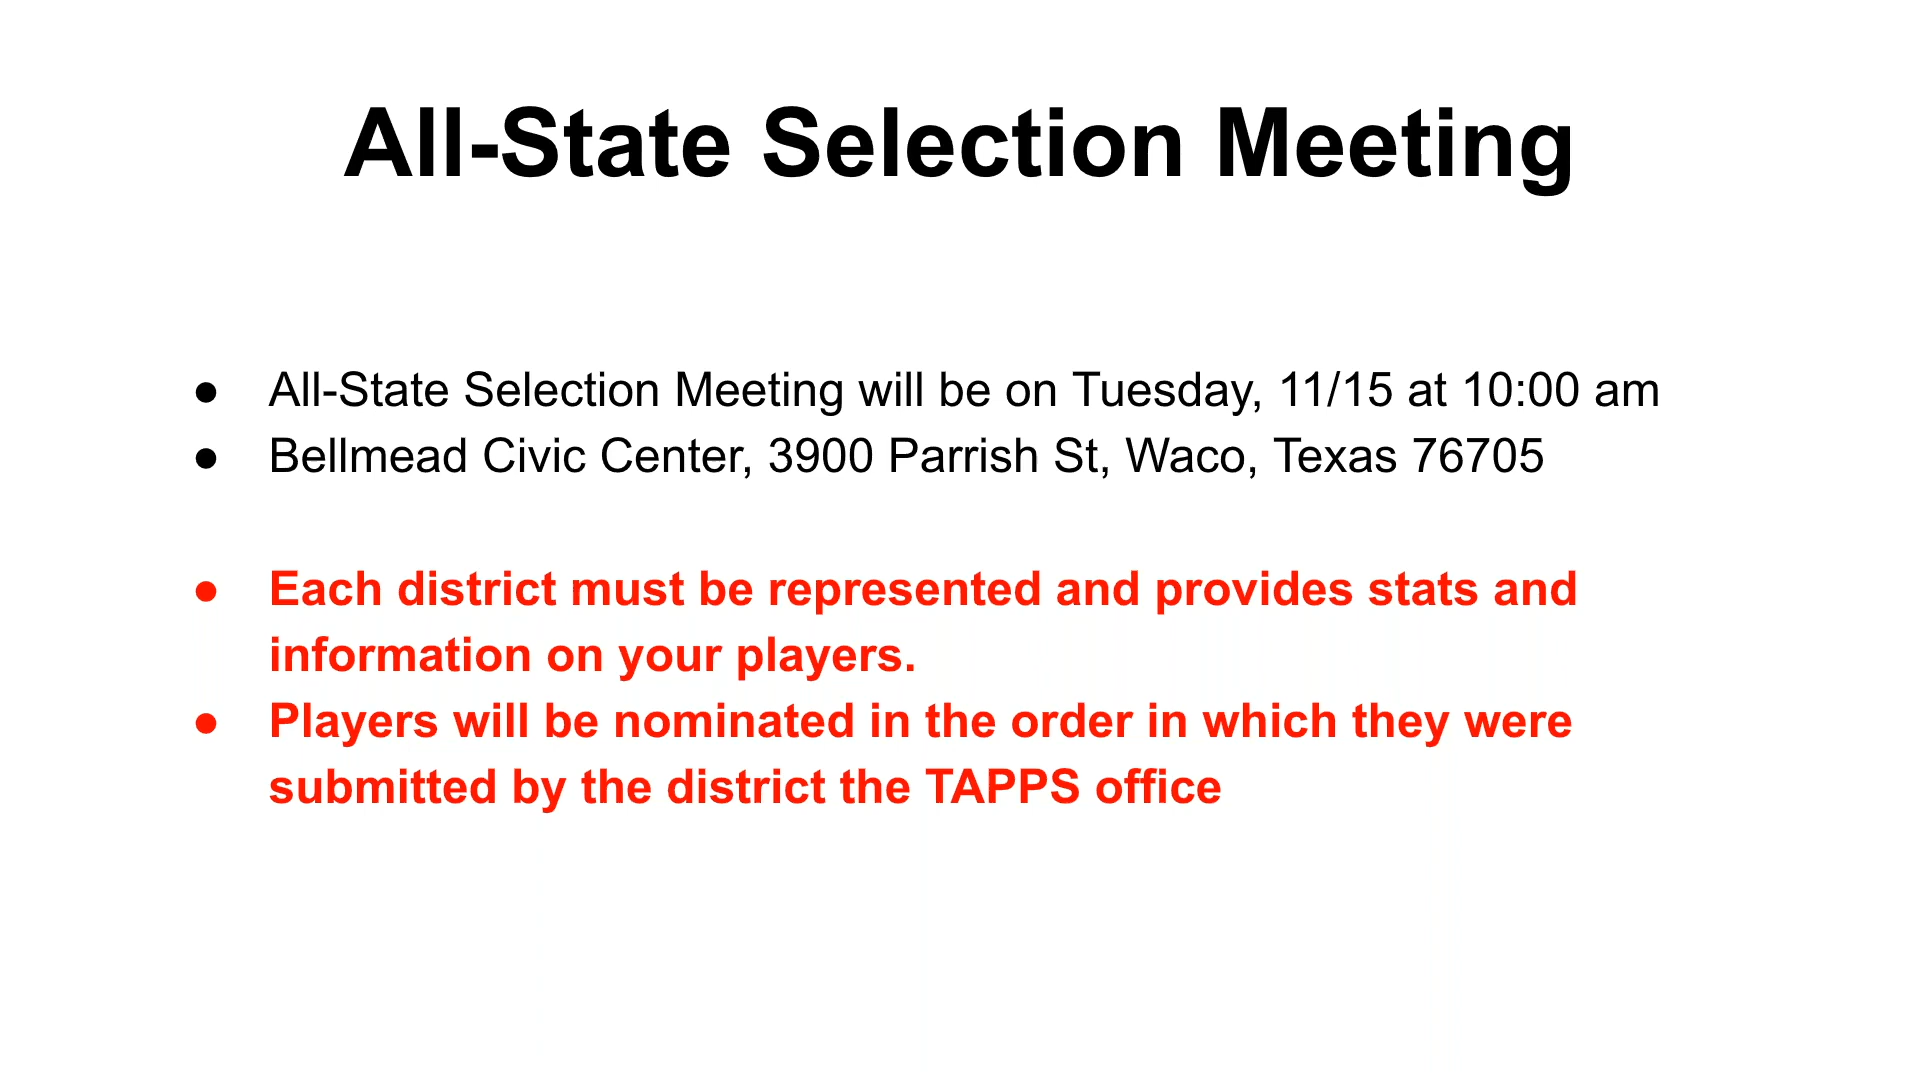 All-State Selection Meeting
● All-State Selection Meeting will be on Tuesday, 11/15 at 10:00 am
● Bellmead Civic Center, 3900 Parrish St, Waco, Texas 76705
● Each district must be represented and provides stats and
information on your players.
● Players will be nominated in the order in which they were
submitted by the district the TAPPS office